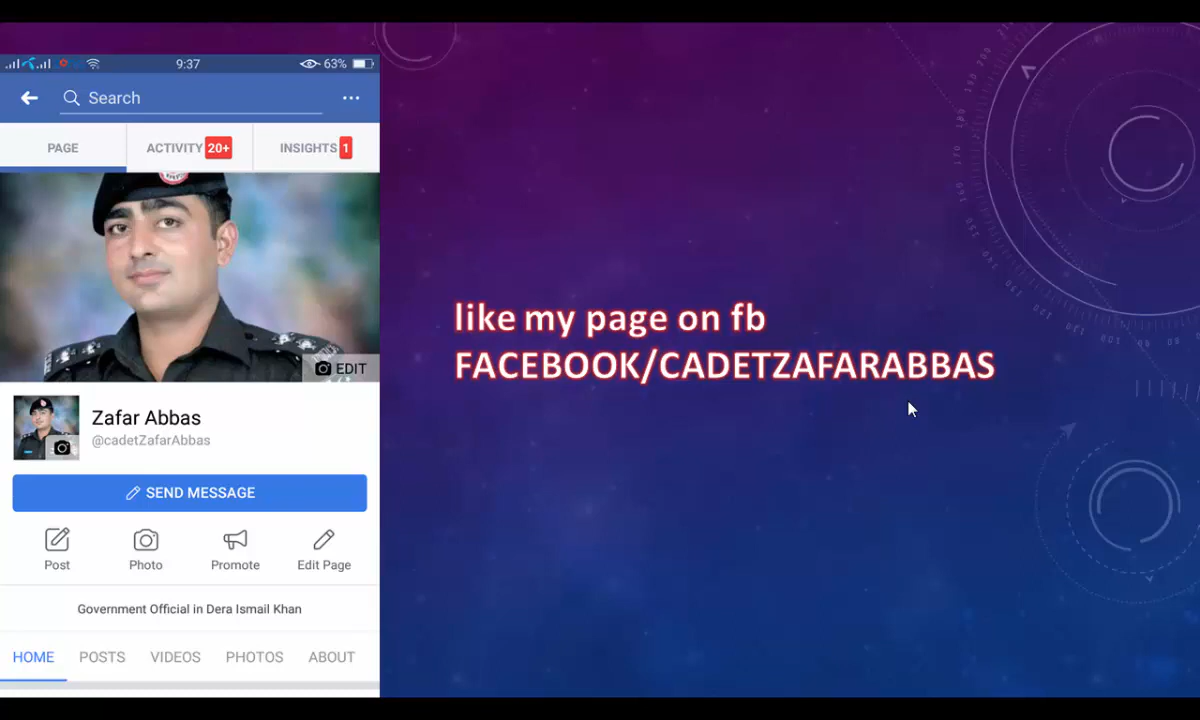 9:37
63%
Search
PAGE
ACTIVITY 20+
INSIGHTS 1
EDIT
Zafar Abbas
@cadetZafarAbbas
SEND MESSAGE
Post
Photo
Promote
Edit Page
Government Official in Dera Ismail Khan
HOME
POSTS
VIDEOS
PHOTOS
ABOUT
like my page on fb
FACEBOOK/CADETZAFARABBAS